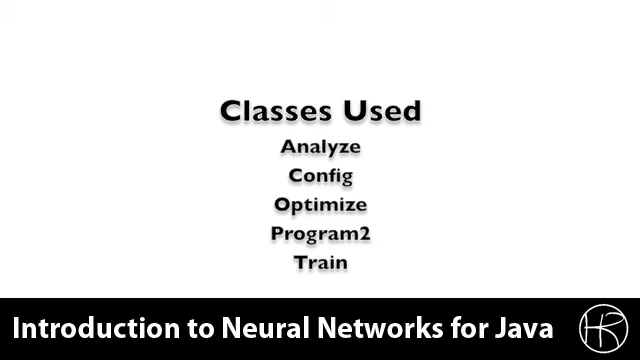 Classes Used
Analyze
Config
Optimize
Program2
Train
Introduction to Neural Networks for Java